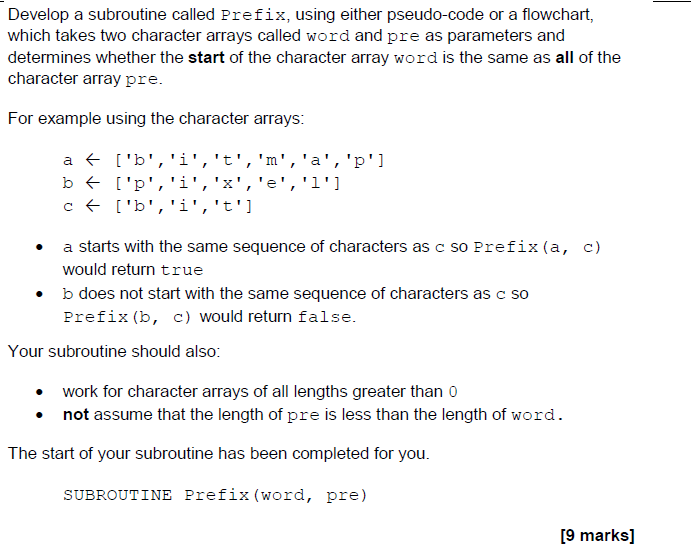 Develop a subroutine called Prefix, using either pseudo-code or a flowchart,
which takes two character arrays called word and pre as parameters and
determines whether the start of the character array word is the same as all of the
character array pre.
For example using the character arrays:
a ← ['b','i','t','m','a','p']
b ← ['p','i','x','e','l']
c ← ['b','i','t']
• a starts with the same sequence of characters as c so Prefix(a, c)
would return true
• b does not start with the same sequence of characters as c so
Prefix(b, c) would return false.
Your subroutine should also:
• work for character arrays of all lengths greater than 0
• not assume that the length of pre is less than the length of word.
The start of your subroutine has been completed for you.
SUBROUTINE Prefix(word, pre)
[9 marks]